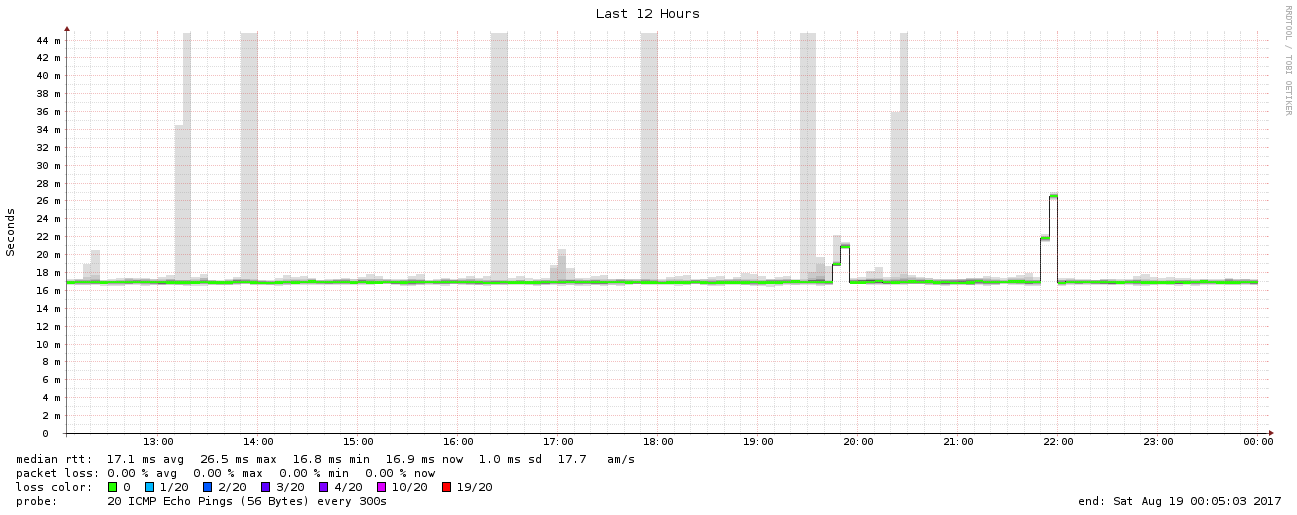 Last 12 Hours
RRDTOOL / TOBI OETIKER
Seconds
44 m
42 m
40 m
38 m
36 m
34 m
32 m
30 m
28 m
26 m
24 m
22 m
20 m
18 m
16 m
14 m
12 m
10 m
8 m
6 m
4 m
2 m
0
13:00 14:00 15:00 16:00 17:00 18:00 19:00 20:00 21:00 22:00 23:00 00:00
median rtt: 17.1 ms avg 26.5 ms max 16.8 ms min 16.9 ms now 1.0 ms sd 17.7 am/s
packet loss: 0.00 % avg 0.00 % max 0.00 % min 0.00 % now
loss color: 0 1/20 2/20 3/20 4/20 10/20 19/20
probe: 20 ICMP Echo Pings (56 Bytes) every 300s end: Sat Aug 19 00:05:03 2017